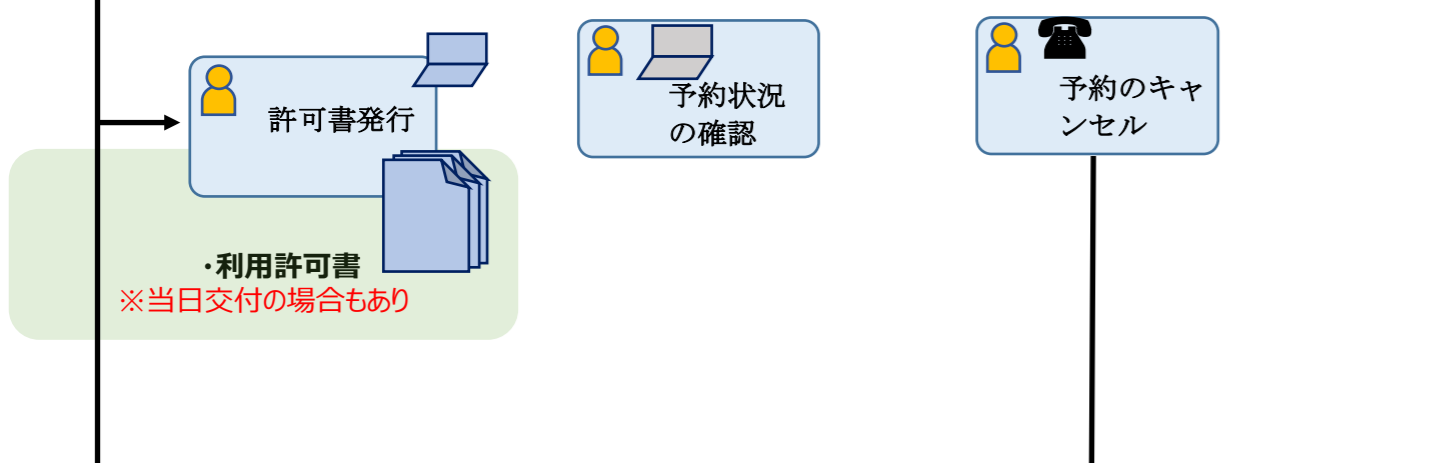 許可書発行
・利用許可書
※当日交付の場合もあり
予約状況
の確認
予約のキャ
ンセル